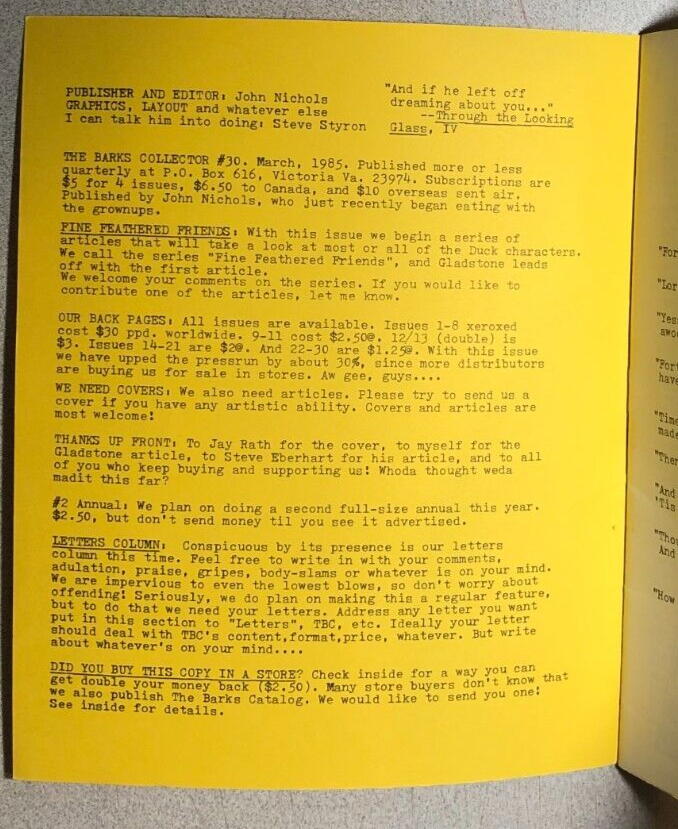 PUBLISHER AND EDITOR: John Nichols
GRAPHICS, LAYOUT and whatever else
I can talk him into doing: Steve Styron
"And if he left off
dreaming about you..."
--Through the Looking
Glass, IV
THE BARKS COLLECTOR #30. March, 1985. Published more or less
quarterly at P.O. Box 616, Victoria Va. 23974. Subscriptions are
$5 for 4 issues, $6.50 to Canada, and $10 overseas sent air.
Published by John Nichols, who just recently began eating with
the grownups.
FINE FEATHERED FRIENDS: With this issue we begin a series of
articles that will take a look at most or all of the Duck characters.
We call the series "Fine Feathered Friends", and Gladstone leads
off with the first article.
We welcome your comments on the series. If you would like to
contribute one of the articles, let me know.
OUR BACK PAGES: All issues are available. Issues 1-8 xeroxed
cost $30 ppd. worldwide. 9-11 cost $2.50@. 12/13 (double) is
$3. Issues 14-21 are $2@. And 22-30 are $1.25@. With this issue
we have upped the pressrun by about 30%, since more distributors
are buying us for sale in stores. Aw gee, guys....
WE NEED COVERS: We also need articles. Please try to send us a
cover if you have any artistic ability. Covers and articles are
most welcome!
THANKS UP FRONT: To Jay Rath for the cover, to myself for the
Gladstone article, to Steve Eberhart for his article, and to all
of you who keep buying and supporting us! Whoda thought weda
madit this far?
#2 Annual: We plan on doing a second full-size annual this year.
$2.50, but don't send money til you see it advertised.
LETTERS COLUMN: Conspicuous by its presence is our letters
column this time. Feel free to write in with your comments,
adulation, praise, gripes, body-slams or whatever is on your mind.
We are impervious to even the lowest blows, so don't worry about
offending! Seriously, we do plan on making this a regular feature,
but to do that we need your letters. Address any letter you want
put in this section to "Letters", TBC, etc. Ideally your letter
should deal with TBC's content,format,price, whatever. But write
about whatever's on your mind....
DID YOU BUY THIS COPY IN A STORE? Check inside for a way you can
get double your money back ($2.50). Many store buyers don't know that
we also publish The Barks Catalog. We would like to send you one!
See inside for details.
"And
'Tis
And
"How